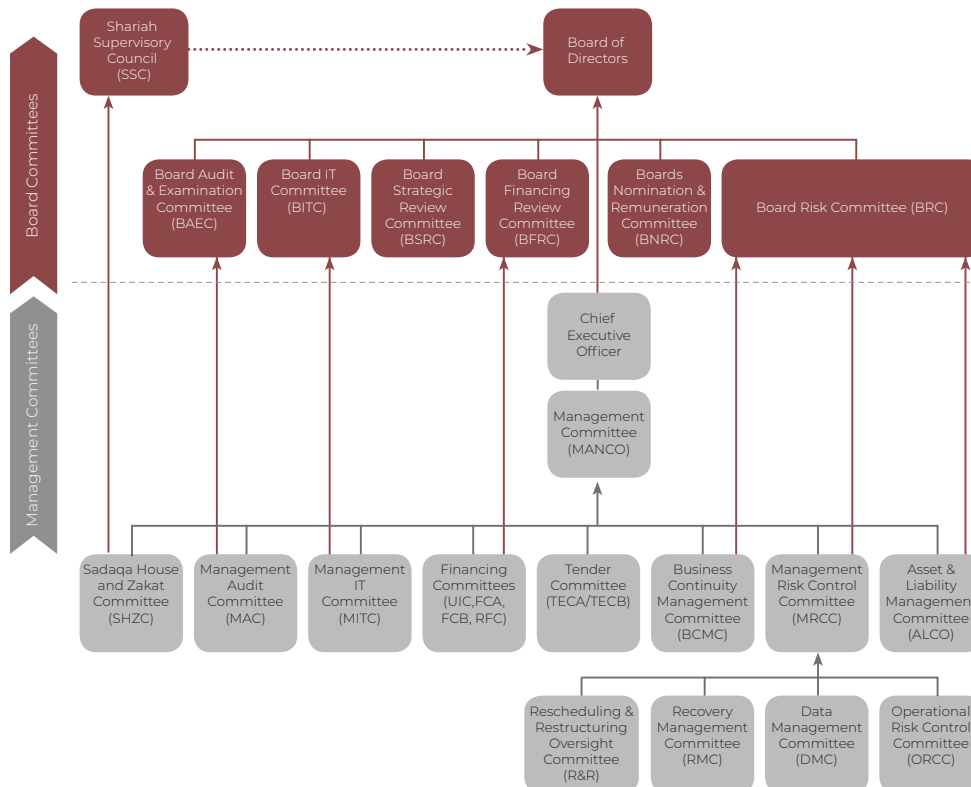 Board Committees
Shariah
Supervisory
Council
(SSC)
Board of
Directors
Board Audit
& Examination
Committee
(BAEC)
Board IT
Committee
(BITC)
Board
Strategic
Review
Committee
(BSRC)
Board
Financing
Review
Committee
(BFRC)
Boards
Nomination &
Remuneration
Committee
(BNRC)
Board Risk Committee (BRC)
Management Committees
Chief
Executive
Officer
Management
Committee
(MANCO)
Sadaqa House
and Zakat
Committee
(SHZC)
Management
Audit
Committee
(MAC)
Management
IT
Committee
(MITC)
Financing
Committees
(UIC,FCA,
FCB, RFC)
Tender
Committee
(TECA/TECB)
Business
Continuity
Management
Committee
(BCMC)
Management
Risk Control
Committee
(MRCC)
Asset &
Liability
Management
Committee
(ALCO)
Rescheduling &
Restructuring
Oversight
Committee
(R&R)
Recovery
Management
Committee
(RMC)
Data
Management
Committee
(DMC)
Operational
Risk Control
Committee
(ORCC)